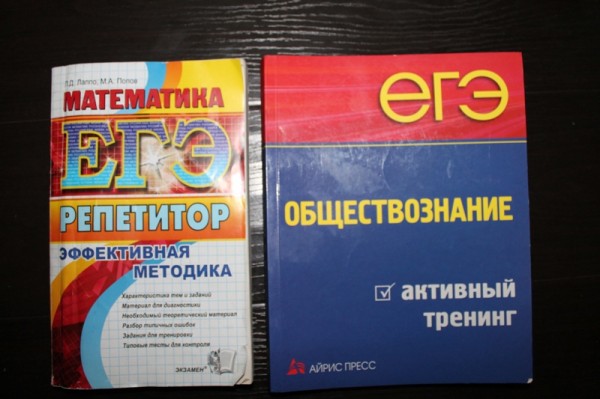 Л.Д. Лаппо, М.А. Попов
МАТЕМАТИКА
ЕГЭ
РЕПЕТИТОР
ЭФФЕКТИВНАЯ
МЕТОДИКА
Характеристика тем и заданий
Материал для диагностики
Необходимый теоретический материал
Разбор типичных ошибок
Задания для тренировки
Типовые тесты для контроля
ЭКЗАМЕН
егэ
ОБЩЕСТВОЗНАНИЕ
активный
тренинг
АЙРИС ПРЕСС